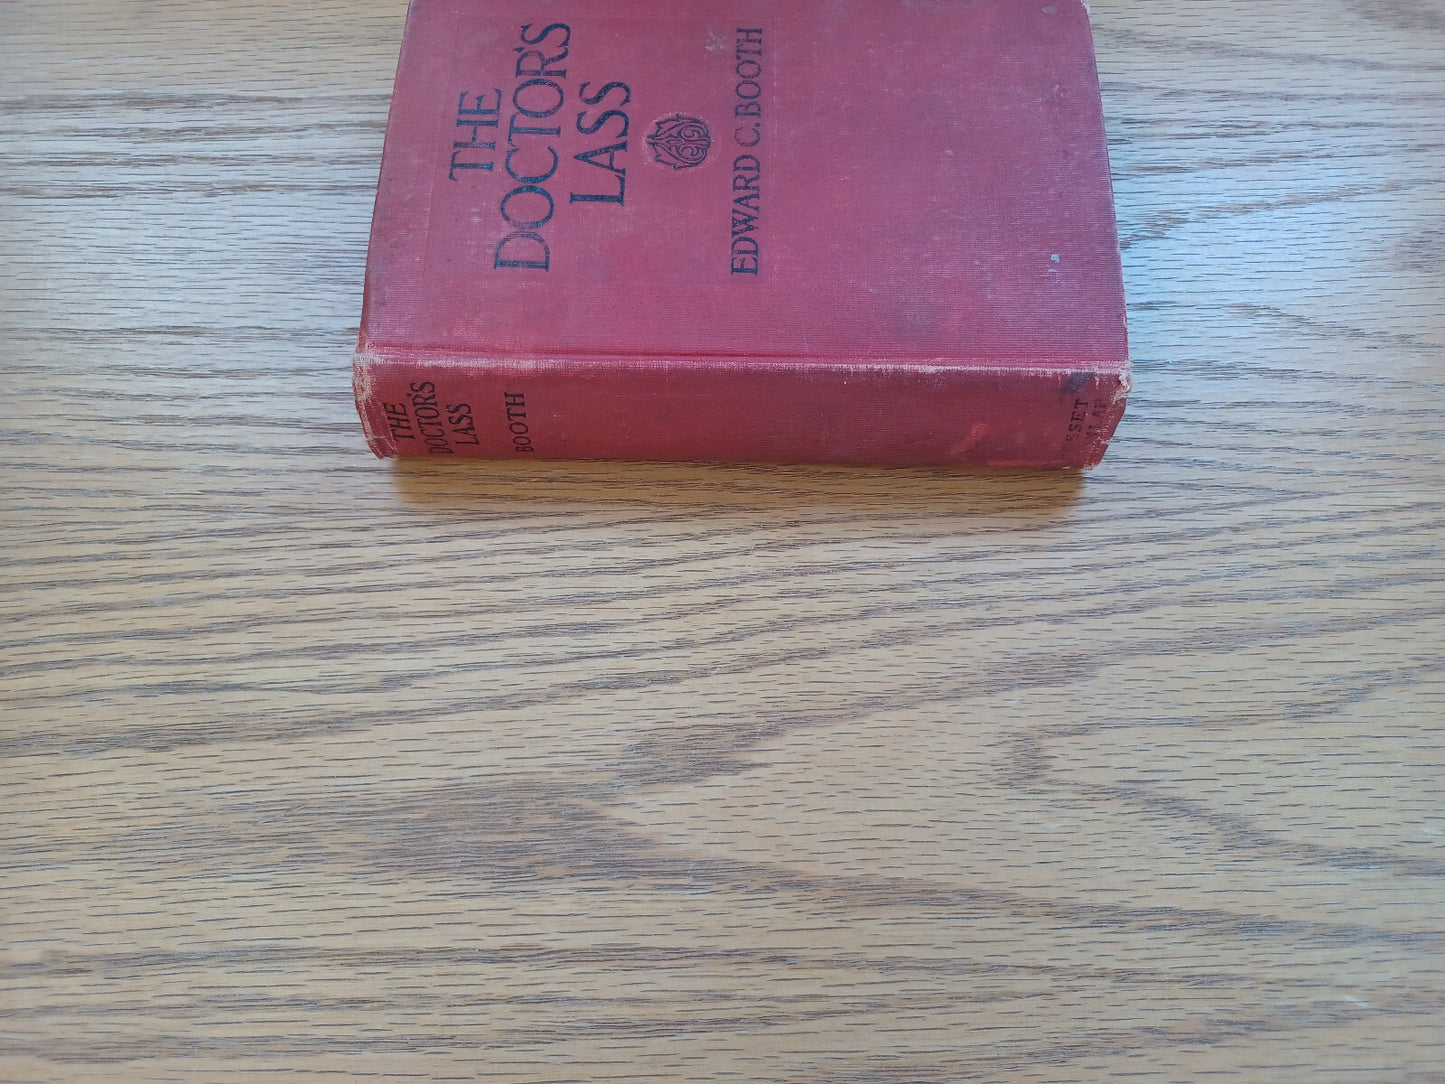 THE
DOCTOR'S
LASS
EDWARD C. BOOTH
THE
DOCTOR'S
LASS
BOOTH